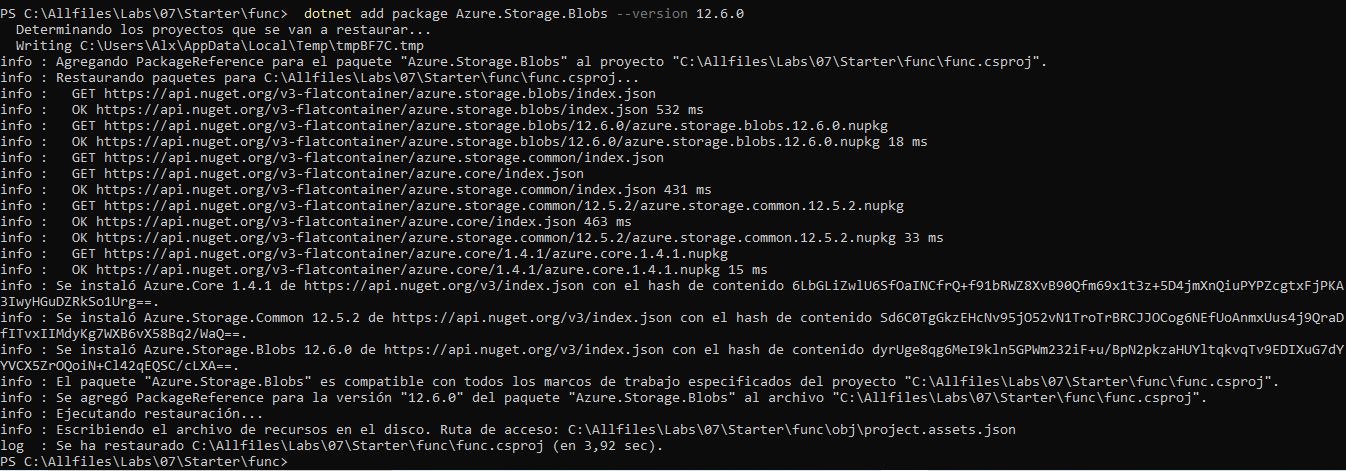 PS C:\Allfiles\Labs\07\Starter\func>  dotnet add package Azure.Storage.Blobs --version 12.6.0
  Determinando los proyectos que se van a restaurar...
  Writing C:\Users\Alx\AppData\Local\Temp\tmpBF7C.tmp
info : Agregando PackageReference para el paquete "Azure.Storage.Blobs" al proyecto "C:\Allfiles\Labs\07\Starter\func\func.csproj".
info : Restaurando paquetes para C:\Allfiles\Labs\07\Starter\func\func.csproj...
info :   GET https://api.nuget.org/v3-flatcontainer/azure.storage.blobs/index.json
info :   OK https://api.nuget.org/v3-flatcontainer/azure.storage.blobs/index.json 532 ms
info :   GET https://api.nuget.org/v3-flatcontainer/azure.storage.blobs/12.6.0/azure.storage.blobs.12.6.0.nupkg
info :   OK https://api.nuget.org/v3-flatcontainer/azure.storage.blobs/12.6.0/azure.storage.blobs.12.6.0.nupkg 18 ms
info :   GET https://api.nuget.org/v3-flatcontainer/azure.storage.common/index.json
info :   GET https://api.nuget.org/v3-flatcontainer/azure.core/index.json
info :   OK https://api.nuget.org/v3-flatcontainer/azure.storage.common/index.json 431 ms
info :   GET https://api.nuget.org/v3-flatcontainer/azure.storage.common/12.5.2/azure.storage.common.12.5.2.nupkg
info :   OK https://api.nuget.org/v3-flatcontainer/azure.core/index.json 463 ms
info :   OK https://api.nuget.org/v3-flatcontainer/azure.storage.common/12.5.2/azure.storage.common.12.5.2.nupkg 33 ms
info :   GET https://api.nuget.org/v3-flatcontainer/azure.core/1.4.1/azure.core.1.4.1.nupkg
info :   OK https://api.nuget.org/v3-flatcontainer/azure.core/1.4.1/azure.core.1.4.1.nupkg 15 ms
info : Se instaló Azure.Core 1.4.1 de https://api.nuget.org/v3/index.json con el hash de contenido 6LbGLiZwlU6SfOaINCfrQ+f91bRWZ8XvB90Qfm69x1t3z+5D4jmXnQiuPYPZcgtxFjPKA
3IwyHGuDZRkSo1Urg==.
info : Se instaló Azure.Storage.Common 12.5.2 de https://api.nuget.org/v3/index.json con el hash de contenido Sd6C0TgGkzEHcNv95jO52vN1TroTrBRCJJOCog6NEfUoAnmxUus4j9QraD
fITvxIIMdyKg7WXB6vX58Bq2/WaQ==.
info : Se instaló Azure.Storage.Blobs 12.6.0 de https://api.nuget.org/v3/index.json con el hash de contenido dyrUge8qg6MeI9kln5GPWm232iF+u/BpN2pkzaHUYltqkvqTv9EDIXuG7dY
YVCX5ZrOQoiN+Cl42qEQSC/cLXA==.
info : El paquete "Azure.Storage.Blobs" es compatible con todos los marcos de trabajo especificados del proyecto "C:\Allfiles\Labs\07\Starter\func\func.csproj".
info : Se agregó PackageReference para la versión "12.6.0" del paquete "Azure.Storage.Blobs" al archivo "C:\Allfiles\Labs\07\Starter\func\func.csproj".
info : Ejecutando restauración...
info : Escribiendo el archivo de recursos en el disco. Ruta de acceso: C:\Allfiles\Labs\07\Starter\func\obj\project.assets.json
log  : Se ha restaurado C:\Allfiles\Labs\07\Starter\func\func.csproj (en 3,92 sec).
PS C:\Allfiles\Labs\07\Starter\func>